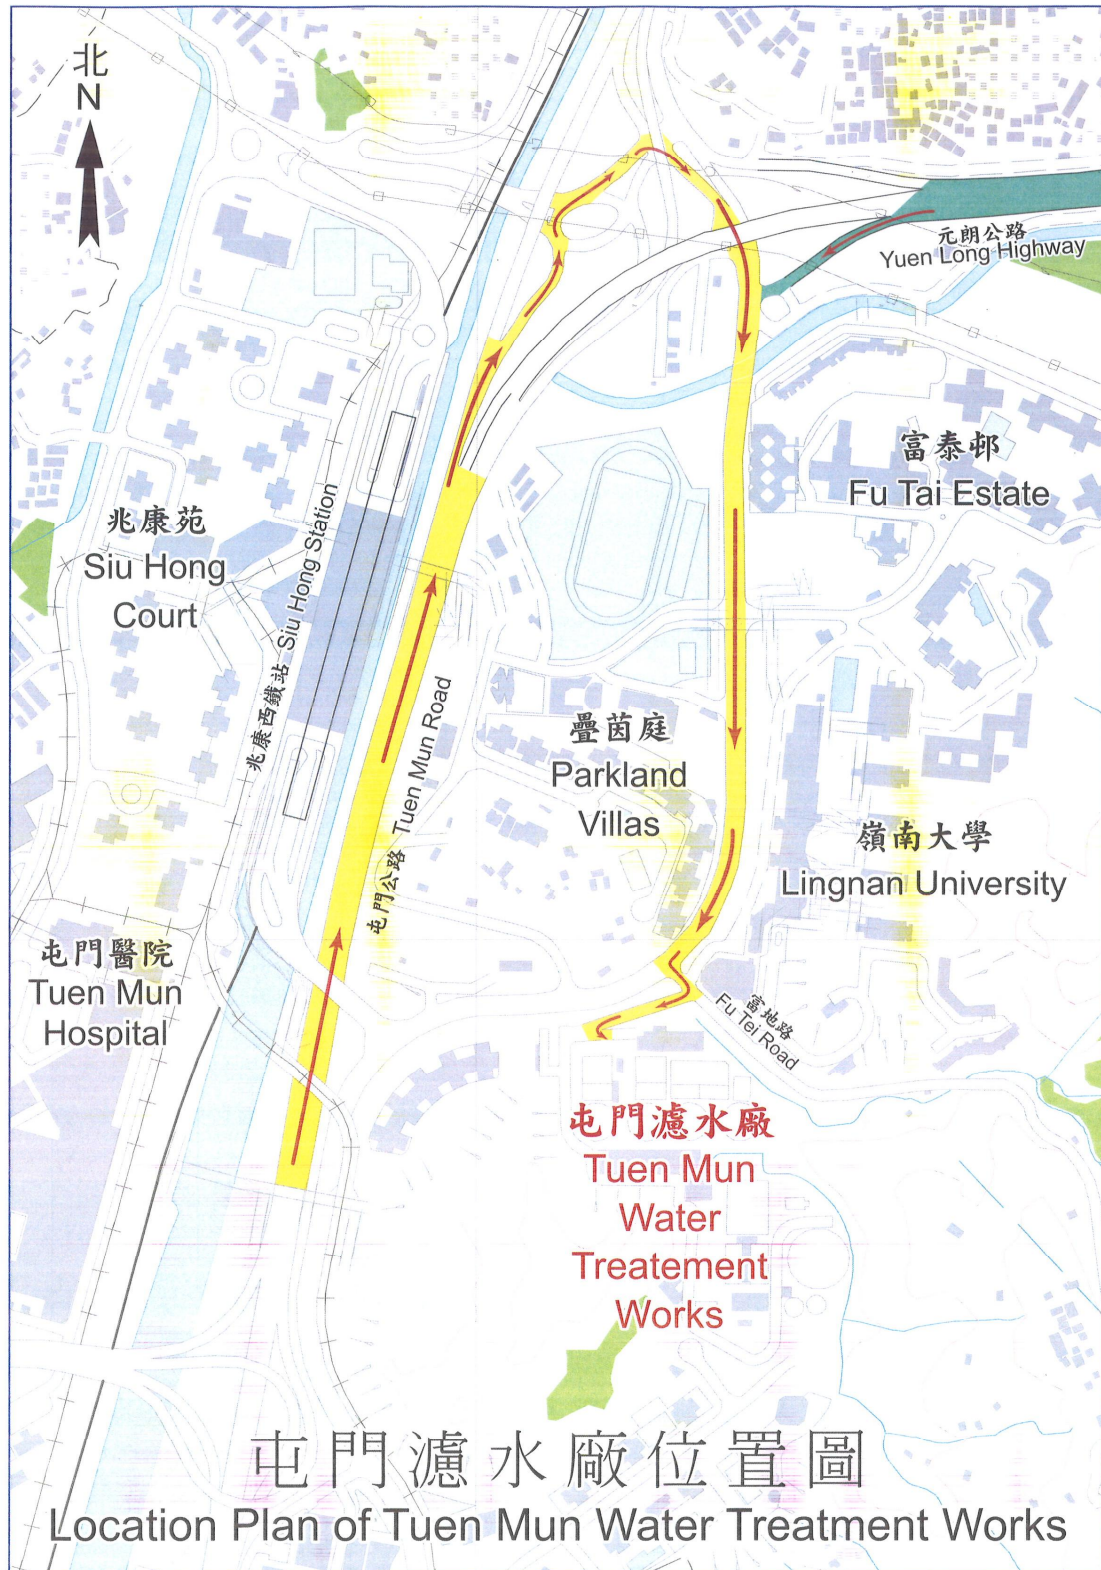 北
N
元朗公路
Yuen Long Highway
富泰邨
Fu Tai Estate
兆康苑
Siu Hong
Court
兆康西鐵站 Siu Hong Station
屯門公路 Tuen Mun Road
疊茵庭
Parkland
Villas
嶺南大學
Lingnan University
屯門醫院
Tuen Mun
Hospital
富地路
Fu Tei Road
屯門濾水廠
Tuen Mun
Water
Treatement
Works
屯門濾水廠位置圖
Location Plan of Tuen Mun Water Treatment Works